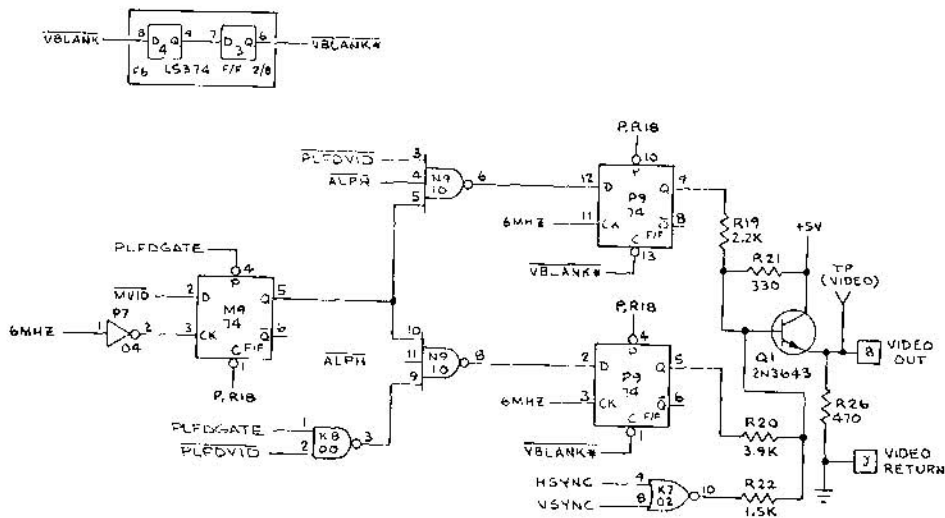 VBLANK 8 D 4 Q 9 7 D 3 Q 6 VBLANK*
F6 LS374 F/F 2/8
P,R18
PLFDVID 3
ALPH 4 N9 10 6
5
10 P
12 D P9 74 Q 9
6MHZ 11 CK F/F Q 8
C 13
VBLANK*
R19
2.2K
+5V
R21
330
TP
(VIDEO)
PLFDGATE 4
P
MVID 2 D M9 74 Q 5
P7
6MHZ 1 2 3 CK F/F Q 6
04
C 1
P,R18
10
ALPH 11 N9 10 8
9
P,R18
4 P
2 D P9 74 Q 5
6MHZ 3 CK F/F Q 6
C 1
VBLANK*
Q1
2N3643
VIDEO
OUT
R26
470
PLFDGATE 1 K8 3
PLFDVID 2 00
R20
3.9K
VIDEO
RETURN
HSYNC 9 K7 10
VSYNC 8 02
R22
1.5K